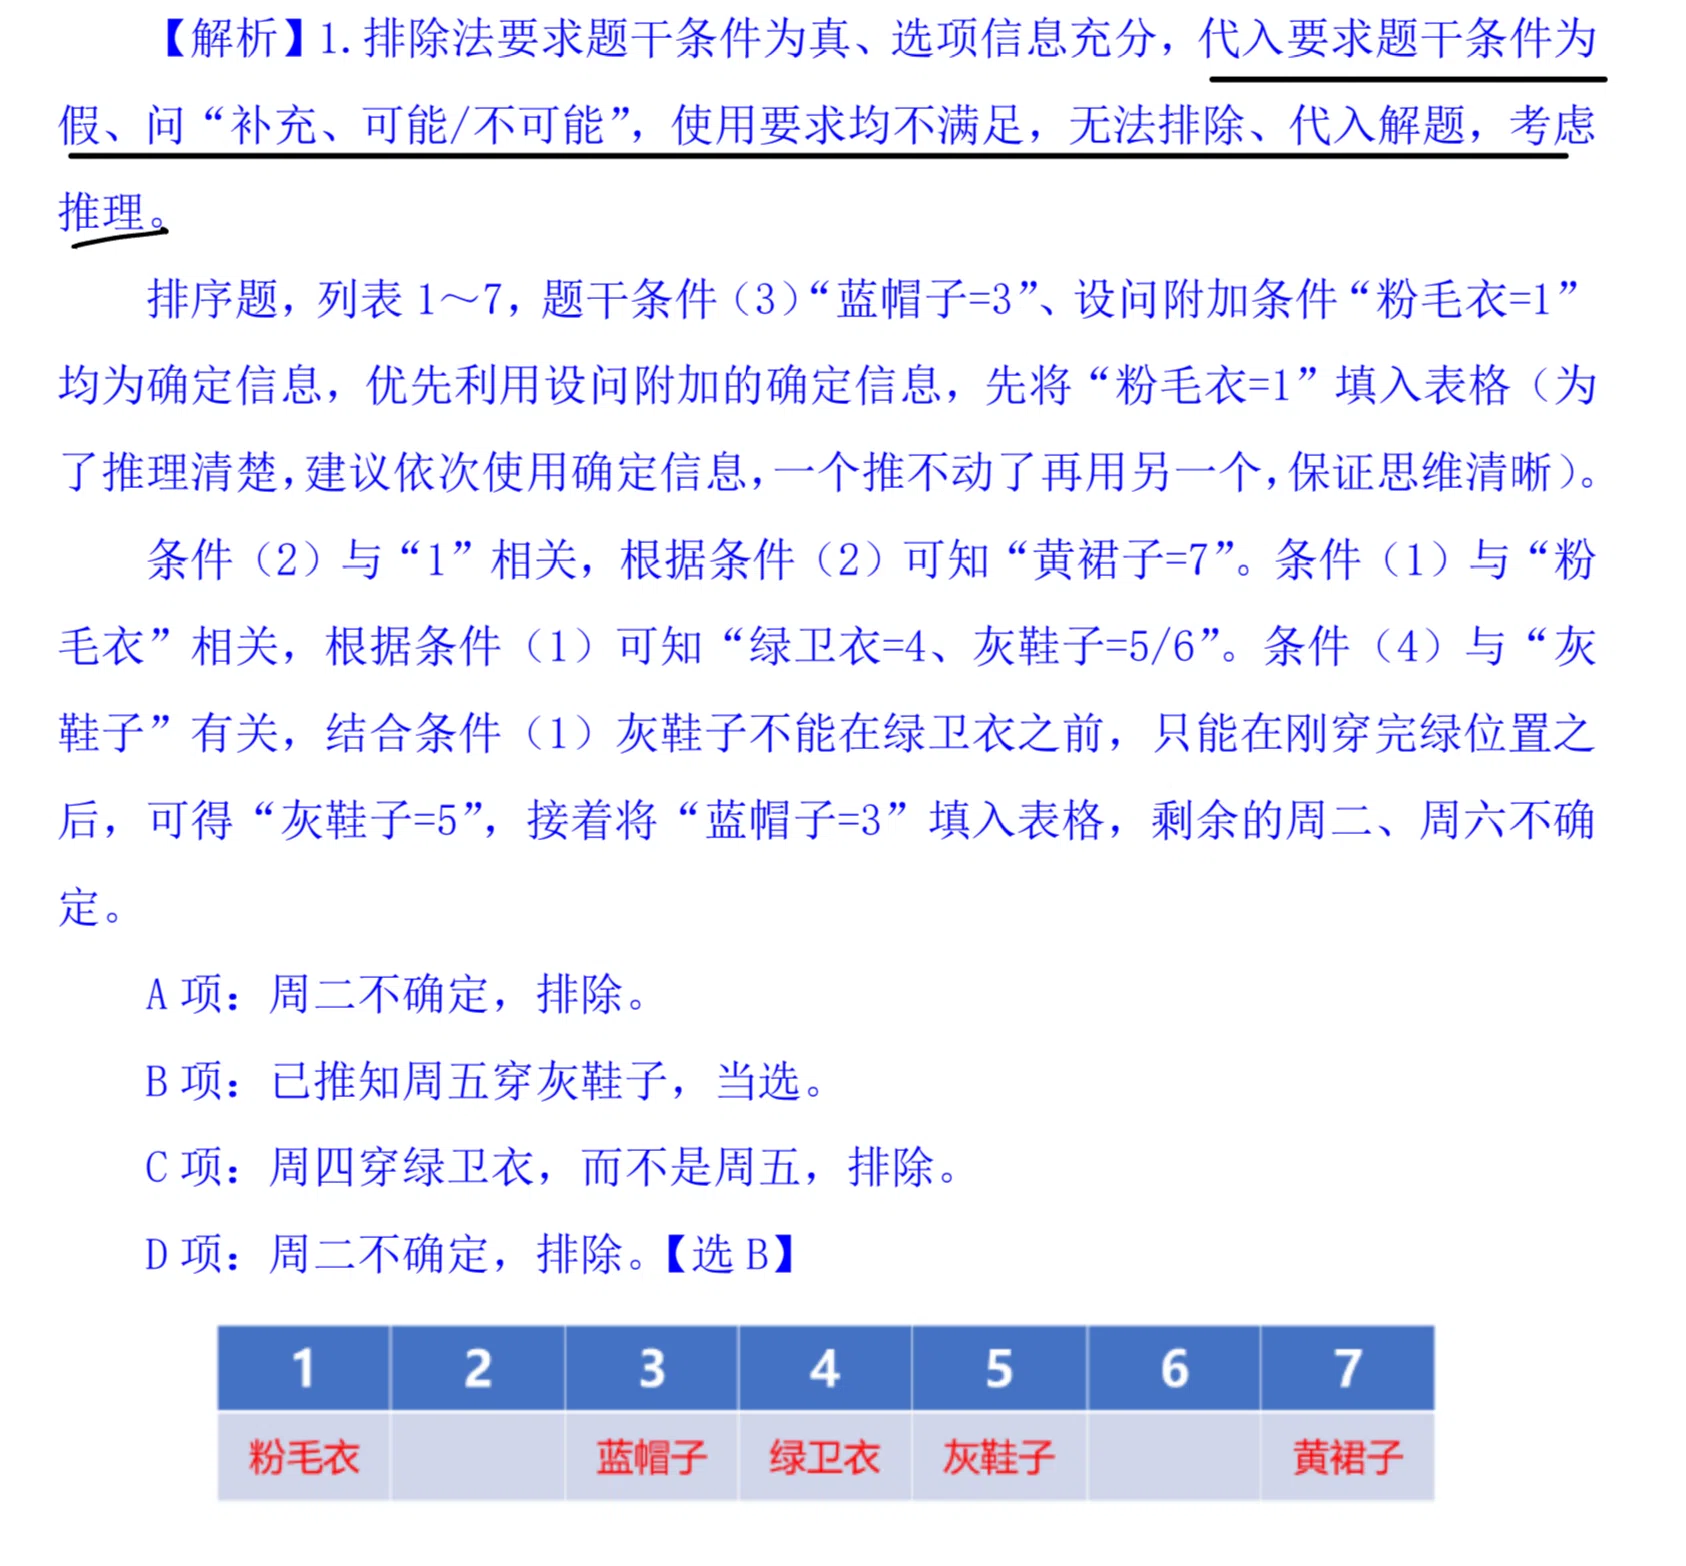 【解析】1.排除法要求题干条件为真、选项信息充分，代入要求题干条件为
假、问“补充、可能/不可能”，使用要求均不满足，无法排除、代入解题，考虑
推理。
排序题，列表 1～7，题干条件（3）“蓝帽子=3”、设问附加条件“粉毛衣=1”
均为确定信息，优先利用设问附加的确定信息，先将“粉毛衣=1”填入表格（为
了推理清楚，建议依次使用确定信息，一个推不动了再用另一个，保证思维清晰）。
条件（2）与“1”相关，根据条件（2）可知“黄裙子=7”。条件（1）与“粉
毛衣”相关，根据条件（1）可知“绿卫衣=4、灰鞋子=5/6”。条件（4）与“灰
鞋子”有关，结合条件（1）灰鞋子不能在绿卫衣之前，只能在刚穿完绿位置之
后，可得“灰鞋子=5”，接着将“蓝帽子=3”填入表格，剩余的周二、周六不确
定。
A 项：周二不确定，排除。
B 项：已推知周五穿灰鞋子，当选。
C 项：周四穿绿卫衣，而不是周五，排除。
D 项：周二不确定，排除。【选 B】
1 2 3 4 5 6 7
粉毛衣 蓝帽子 绿卫衣 灰鞋子 黄裙子